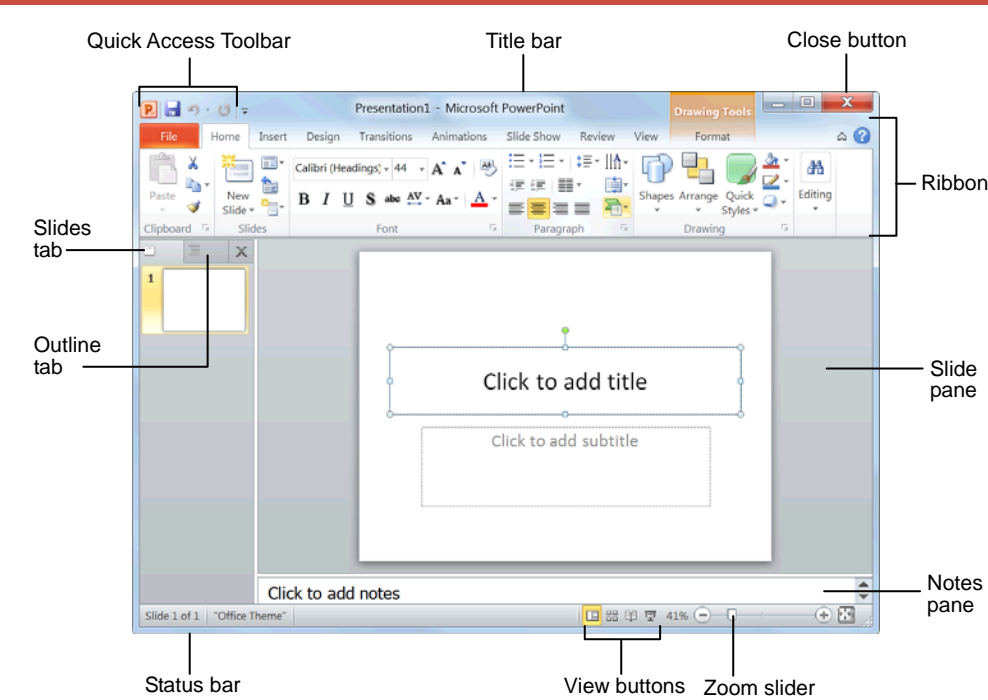 Quick Access Toolbar
Title bar
Close button
P
Presentation1 - Microsoft PowerPoint
Drawing Tools
X
File Home Insert Design Transitions Animations Slide Show Review View Format
?
Calibri (Headings) 44 A A Aa
Paste
New
Slide
B I U S abc AV Aa A
Shapes Arrange Quick
Styles
Editing
Clipboard Slides Font Paragraph Drawing
Ribbon
Slides
tab
1
Outline
tab
Click to add title
Click to add subtitle
Slide
pane
Click to add notes
Notes
pane
Slide 1 of 1 "Office Theme" 41%
Status bar
View buttons
Zoom slider